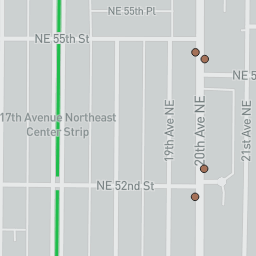 NE 55th Pl
NE 55th St
NE 5
17th Avenue Northeast
Center Strip
19th Ave NE
20th Ave NE
21st Ave NE
NE 52nd St